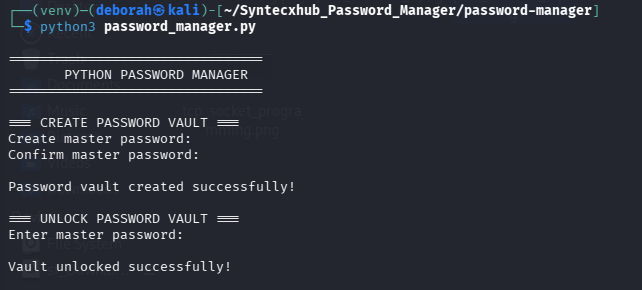 ┌──(venv)─(deborah㉿kali)-[~/Syntecxhub_Password_Manager/password-manager]
└─$ python3 password_manager.py
================================
PYTHON PASSWORD MANAGER
================================
=== CREATE PASSWORD VAULT ===
Create master password:
Confirm master password:
Password vault created successfully!
=== UNLOCK PASSWORD VAULT ===
Enter master password:
Vault unlocked successfully!